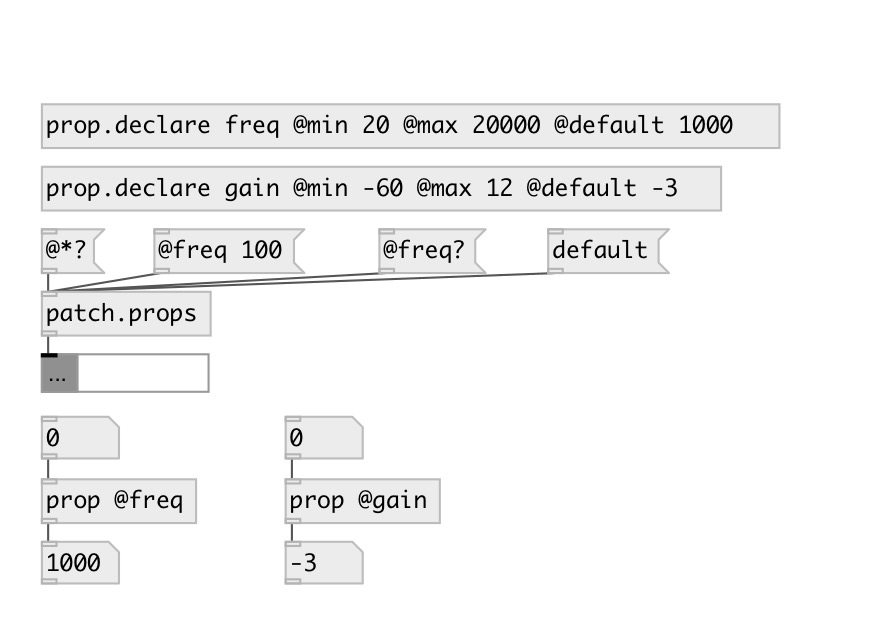 prop.declare freq @min 20 @max 20000 @default 1000
prop.declare gain @min -60 @max 12 @default -3
@*? @freq 100 @freq? default
patch.props
...
0 0
prop @freq prop @gain
1000 -3